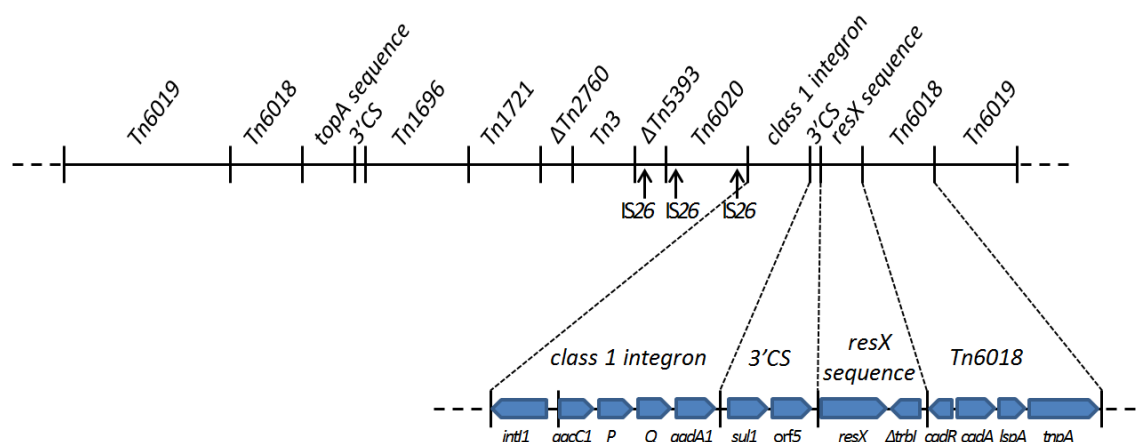 Tn6019
Tn6018
topA sequence
3'CS
Tn1696
Tn1721
ΔTn2760
Tn3
ΔTn5393
Tn6020
class 1 integron
3'CS
resX sequence
Tn6018
Tn6019
IS26 IS26 IS26
class 1 integron 3'CS resX sequence Tn6018
intI1 aacC1 P Q aadA1 sul1 orf5 resX ΔtrbI cadR cadA lspA tnpA